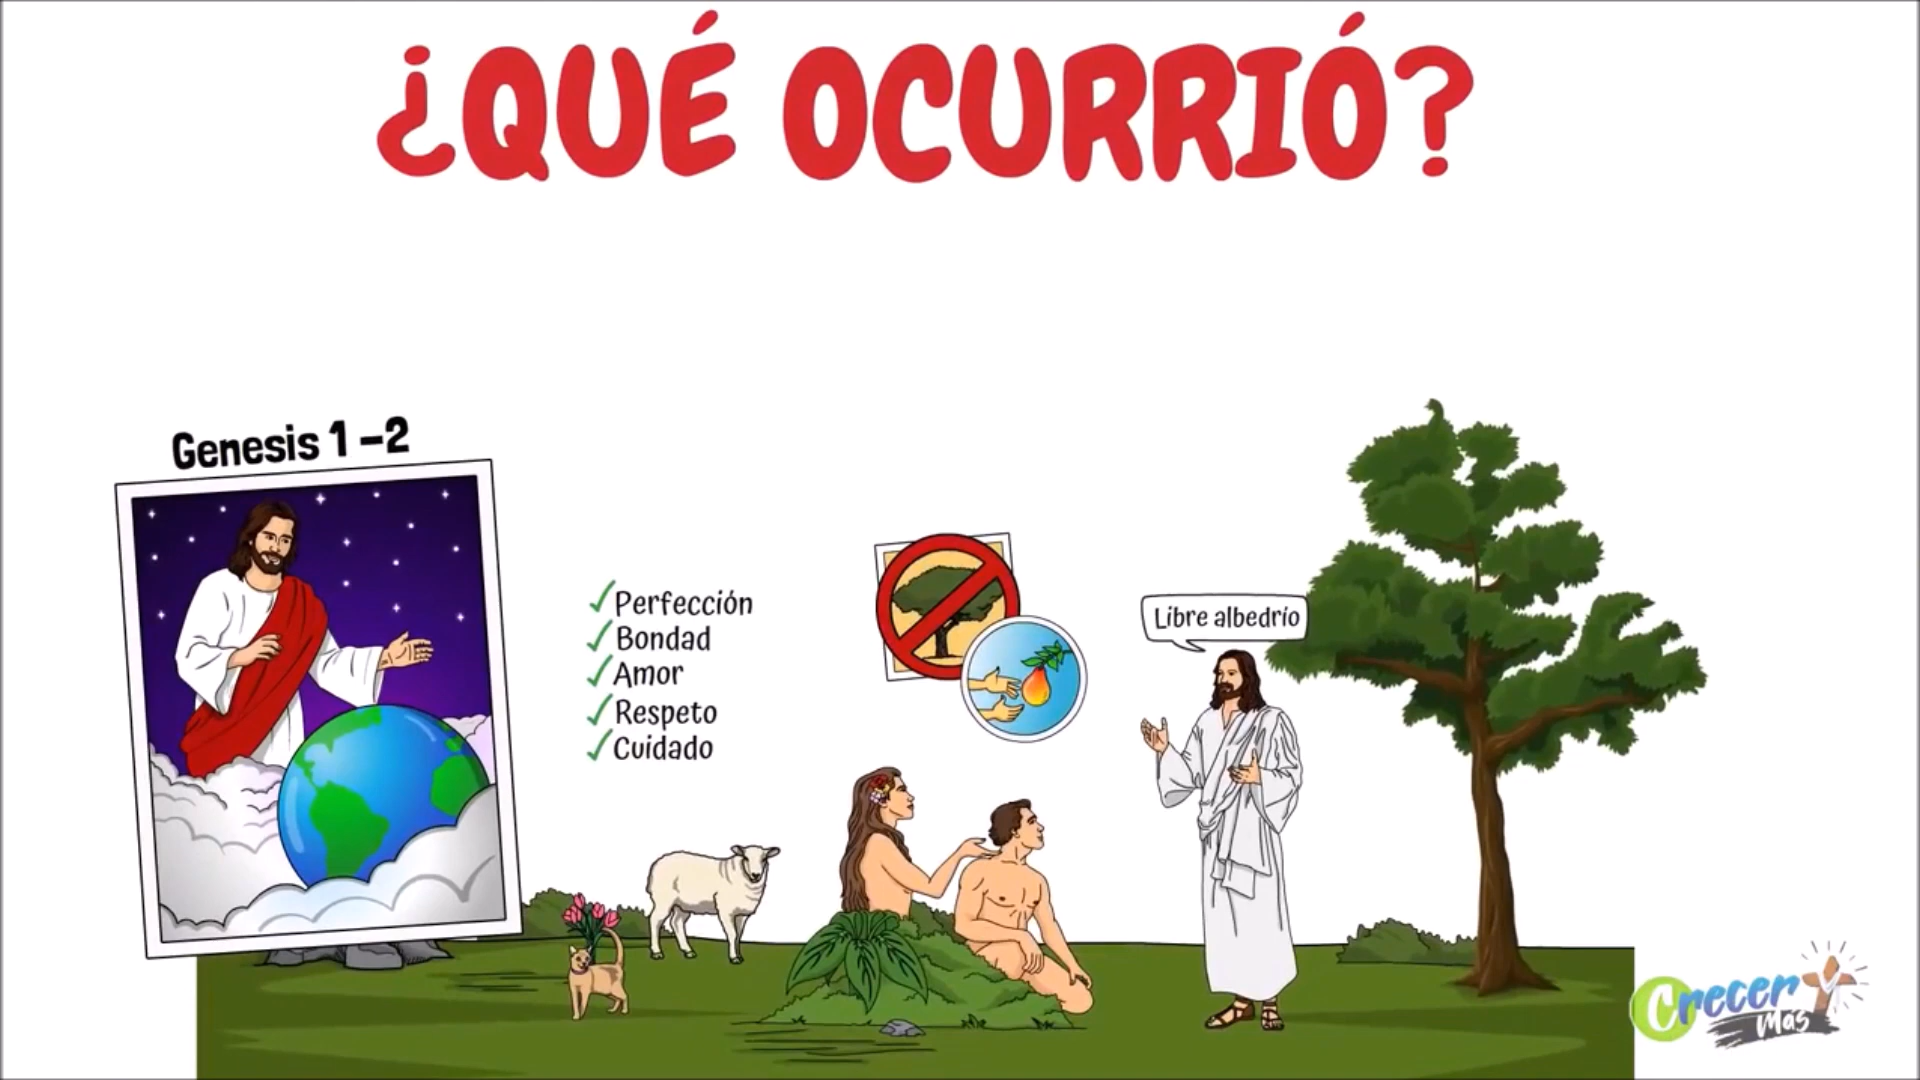 ¿QUÉ OCURRIÓ?
Genesis 1 –2
Perfección
Bondad
Amor
Respeto
Cuidado
Libre albedrío
Crecer
Más